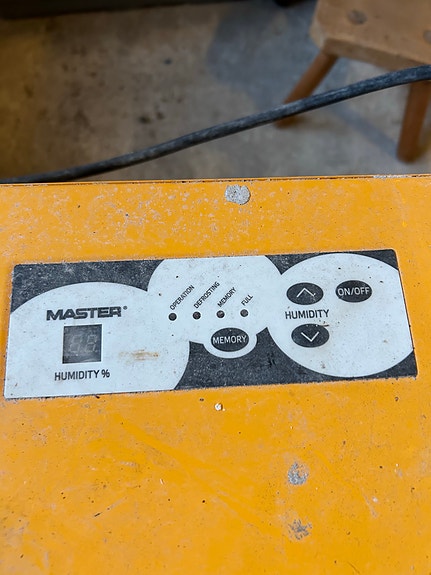 MASTER®
HUMIDITY %
OPERATION
DEFROSTING
MEMORY
FULL
MEMORY
HUMIDITY
ON/OFF